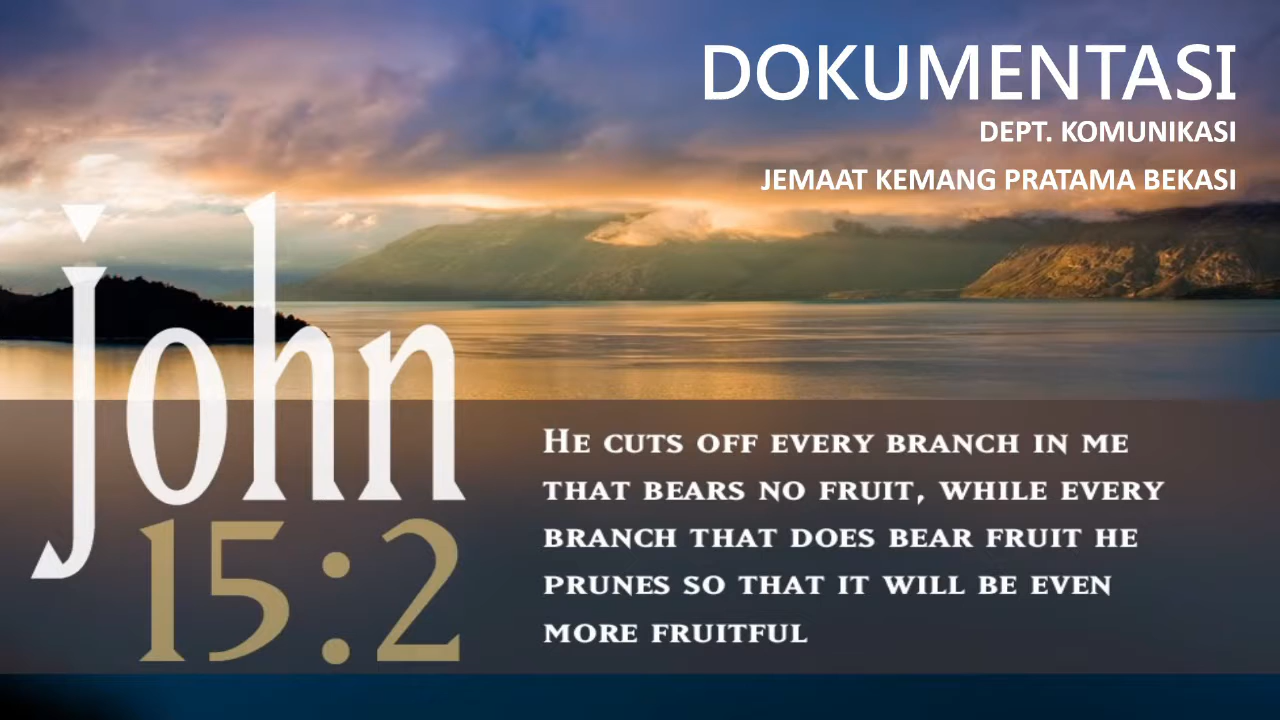 DOKUMENTASI
DEPT. KOMUNIKASI
JEMAAT KEMANG PRATAMA BEKASI
john
15:2
He cuts off every branch in me
that bears no fruit, while every
branch that does bear fruit he
prunes so that it will be even
more fruitful